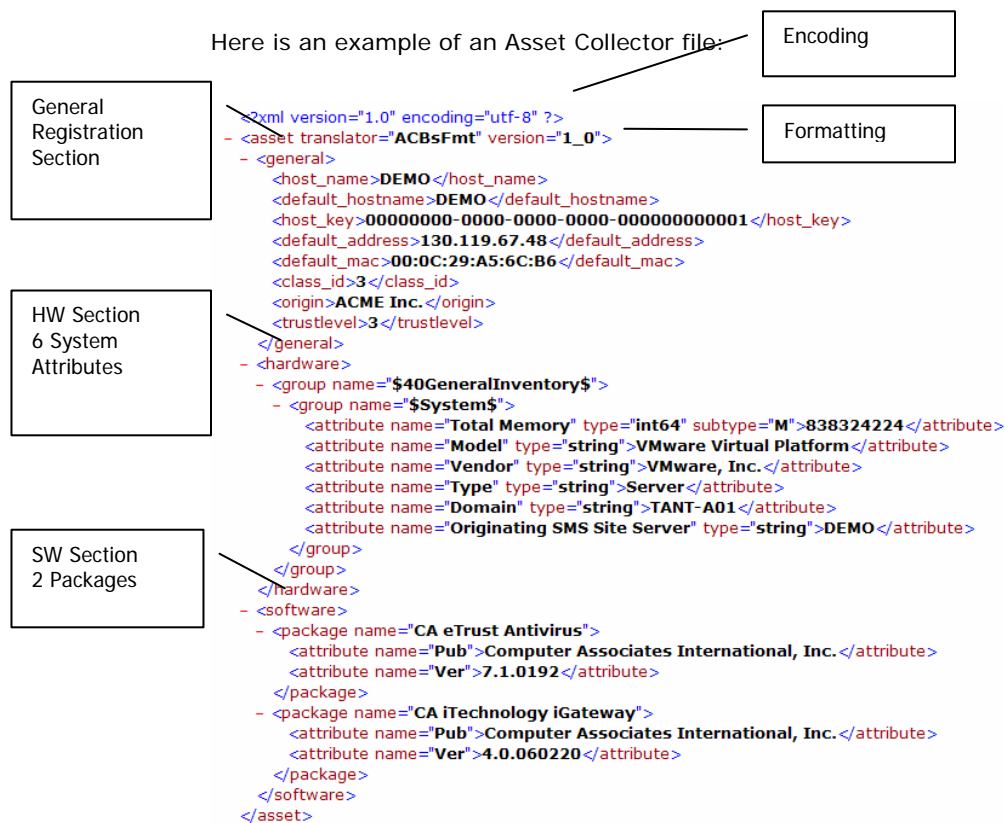 Here is an example of an Asset Collector file:
Encoding
General
Registration
Section
Formatting
<?xml version="1.0" encoding="utf-8" ?>
- <asset translator="ACBsFmt" version="1_0">
- <general>
<host_name>DEMO</host_name>
<default_hostname>DEMO</default_hostname>
<host_key>00000000-0000-0000-0000-000000000001</host_key>
<default_address>130.119.67.48</default_address>
<default_mac>00:0C:29:A5:6C:B6</default_mac>
<class_id>3</class_id>
<origin>ACME Inc.</origin>
<trustlevel>3</trustlevel>
</general>
HW Section
6 System
Attributes
- <hardware>
- <group name="$40GeneralInventory$">
- <group name="$System$">
<attribute name="Total Memory" type="int64" subtype="M">838324224</attribute>
<attribute name="Model" type="string">VMware Virtual Platform</attribute>
<attribute name="Vendor" type="string">VMware, Inc.</attribute>
<attribute name="Type" type="string">Server</attribute>
<attribute name="Domain" type="string">TANT-A01</attribute>
<attribute name="Originating SMS Site Server" type="string">DEMO</attribute>
</group>
</group>
</hardware>
SW Section
2 Packages
- <software>
- <package name="CA eTrust Antivirus">
<attribute name="Pub">Computer Associates International, Inc.</attribute>
<attribute name="Ver">7.1.0192</attribute>
</package>
- <package name="CA iTechnology iGateway">
<attribute name="Pub">Computer Associates International, Inc.</attribute>
<attribute name="Ver">4.0.060220</attribute>
</package>
</software>
</asset>